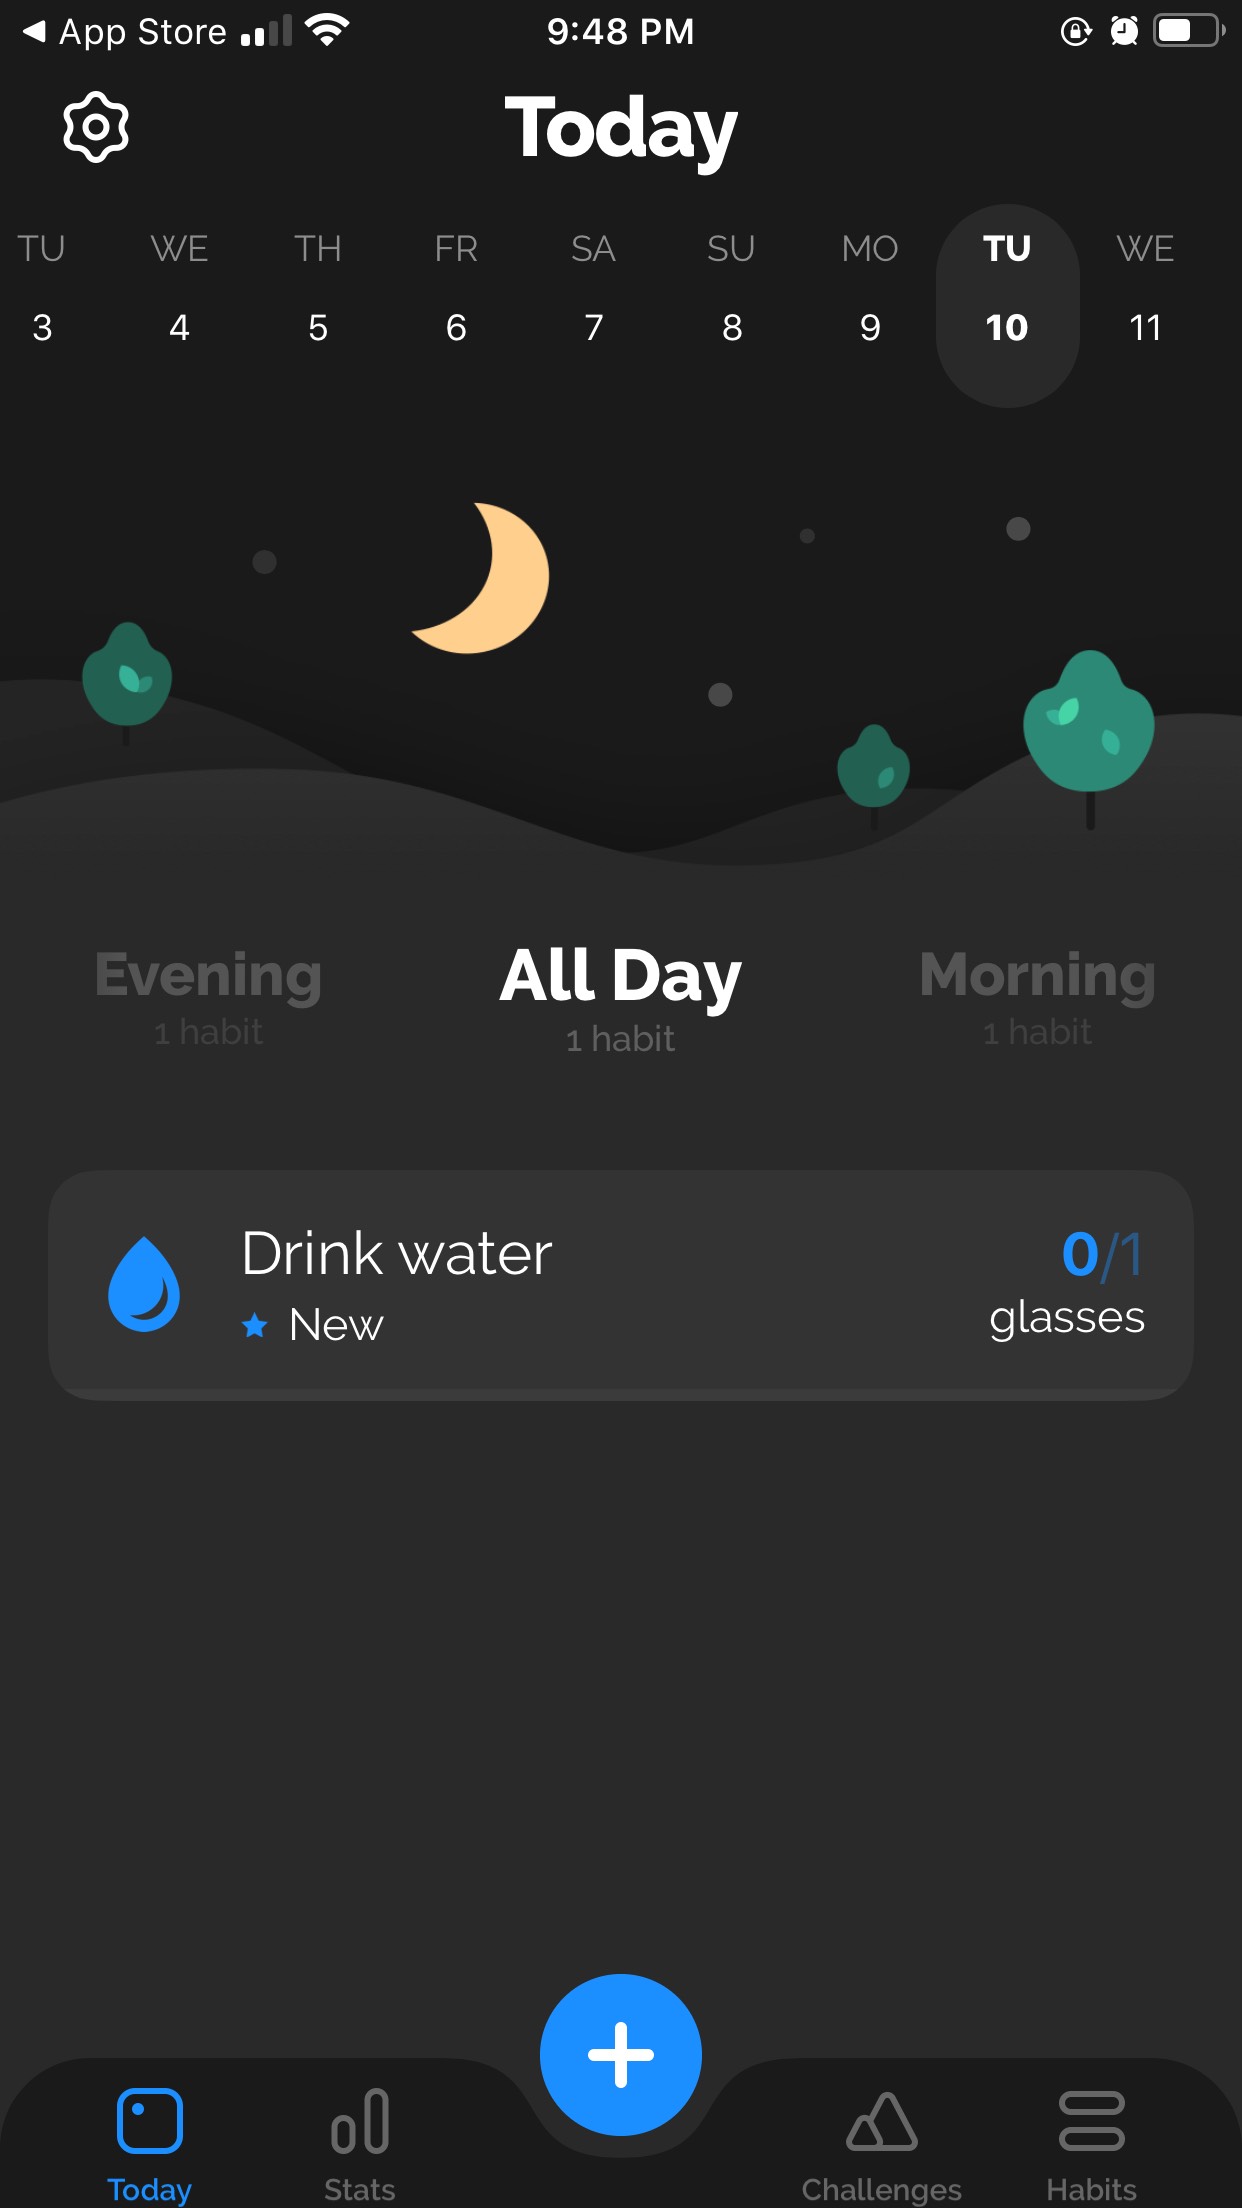 App Store 9:48 PM
Today
TU WE TH FR SA SU MO TU WE
3 4 5 6 7 8 9 10 11
Evening All Day Morning
1 habit 1 habit 1 habit
Drink water 0/1
New glasses
Today Stats Challenges Habits